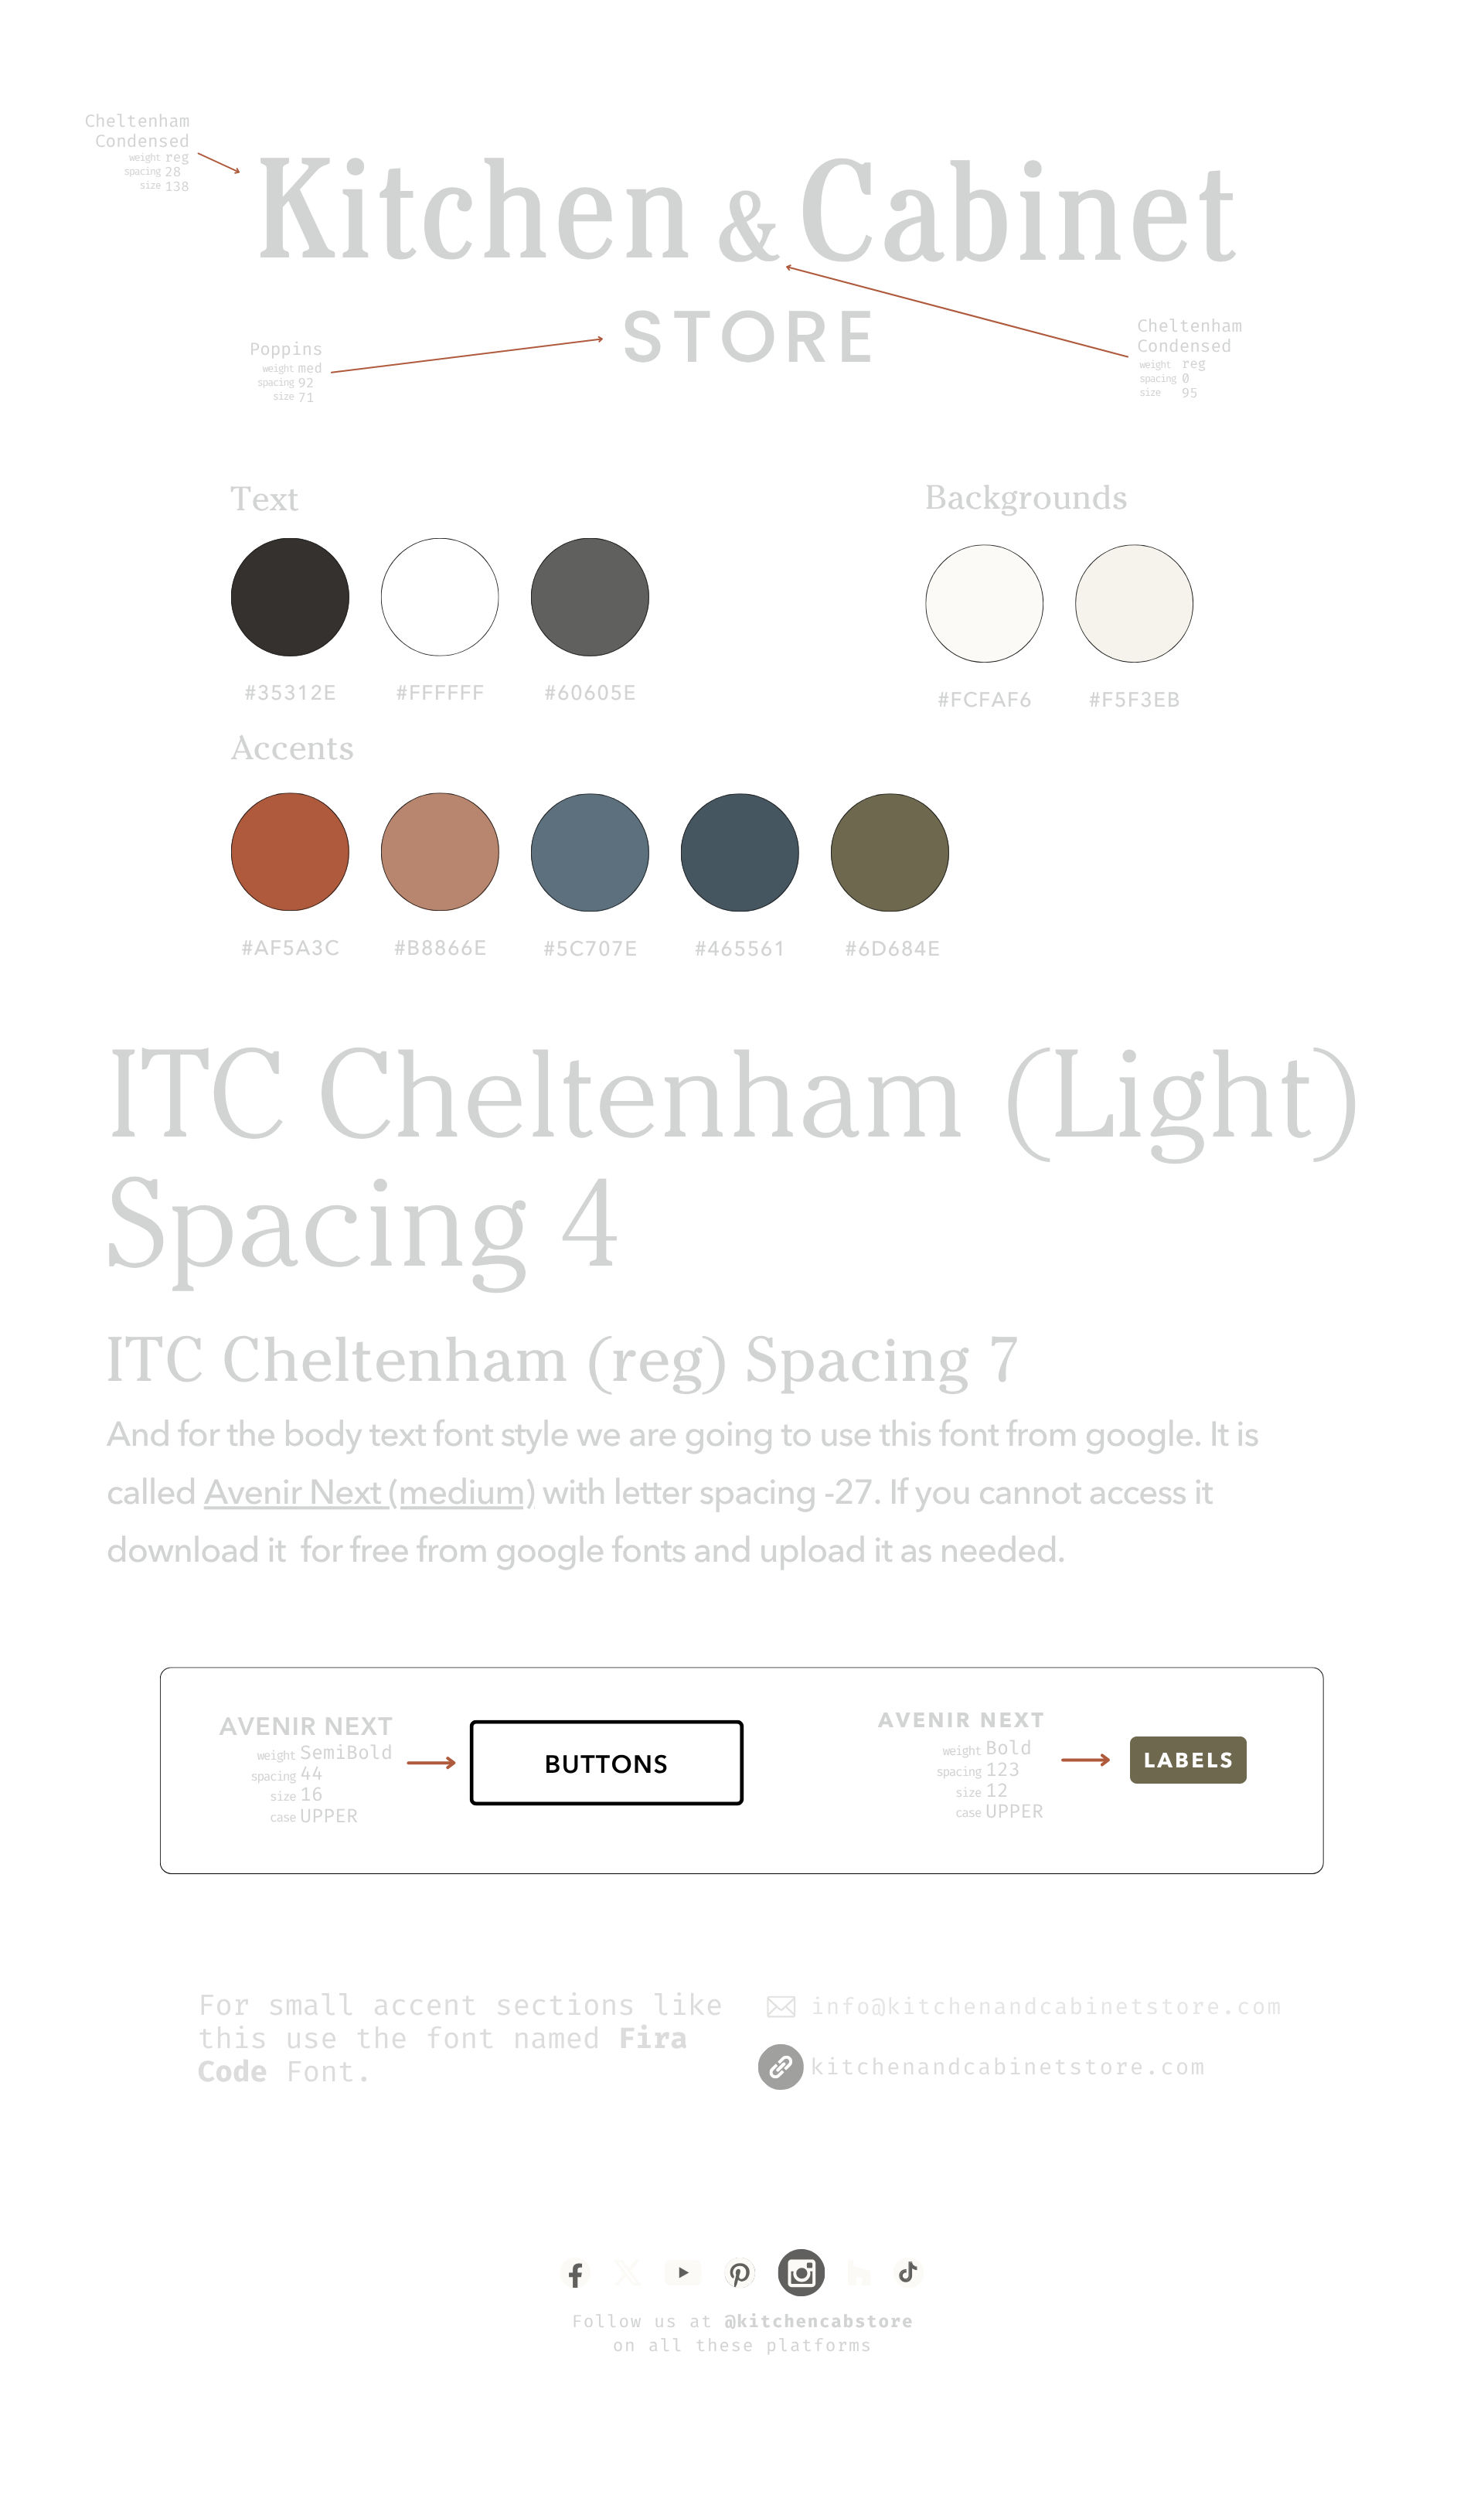 Cheltenham
Condensed
weight reg
spacing 28
size 138
Kitchen & Cabinet
STORE
Poppins
weight med
spacing 92
size 71
Cheltenham
Condensed
weight reg
spacing 0
size 95
Text
Backgrounds
#35312E
#FFFFFF
#60605E
#FCFAF6
#F5F3EB
Accents
#AF5A3C
#B8866E
#5C707E
#465561
#6D684E
ITC Cheltenham (Light)
Spacing 4
ITC Cheltenham (reg) Spacing 7
And for the body text font style we are going to use this font from google. It is
called Avenir Next (medium) with letter spacing -27. If you cannot access it
download it for free from google fonts and upload it as needed.
AVENIR NEXT
weight SemiBold
spacing 44
size 16
case UPPER
BUTTONS
AVENIR NEXT
weight Bold
spacing 123
size 12
case UPPER
LABELS
For small accent sections like
this use the font named Fira
Code Font.
info@kitchenandcabinetstore.com
kitchenandcabinetstore.com
Follow us at @kitchencabstore
on all these platforms